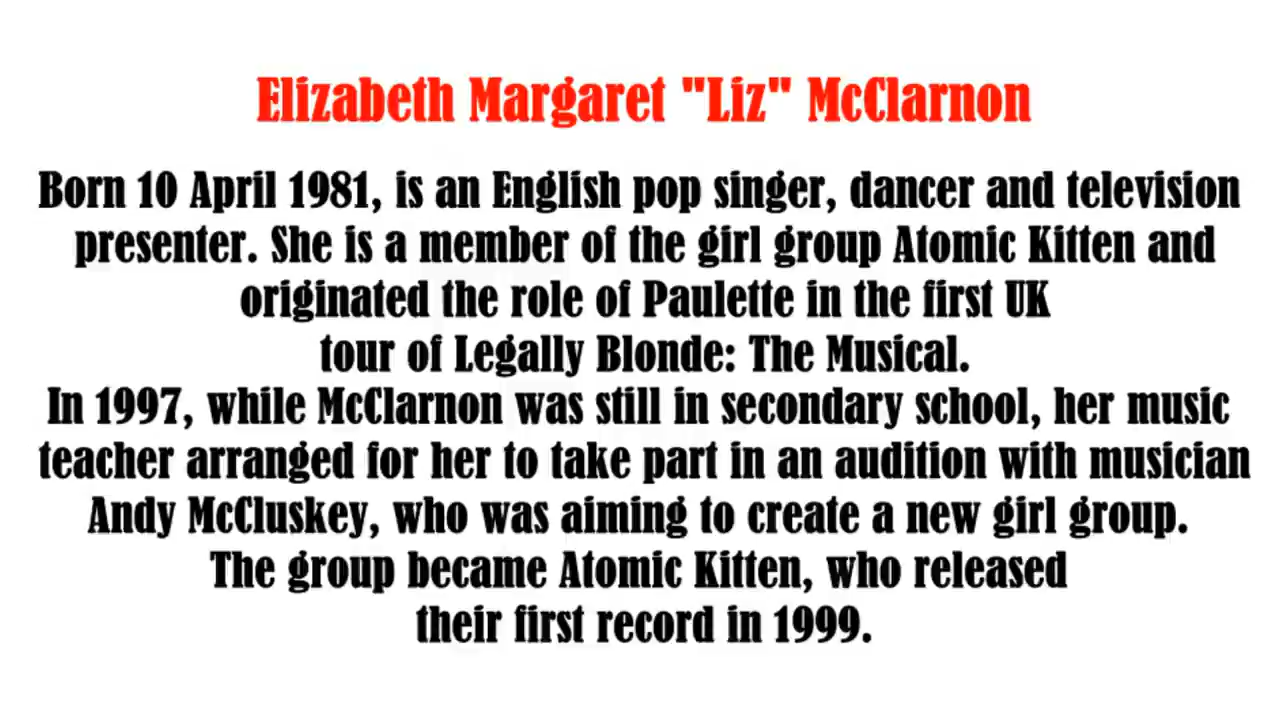 Elizabeth Margaret "Liz" McClarnon
Born 10 April 1981, is an English pop singer, dancer and television
presenter. She is a member of the girl group Atomic Kitten and
originated the role of Paulette in the first UK
tour of Legally Blonde: The Musical.
In 1997, while McClarnon was still in secondary school, her music
teacher arranged for her to take part in an audition with musician
Andy McCluskey, who was aiming to create a new girl group.
The group became Atomic Kitten, who released
their first record in 1999.